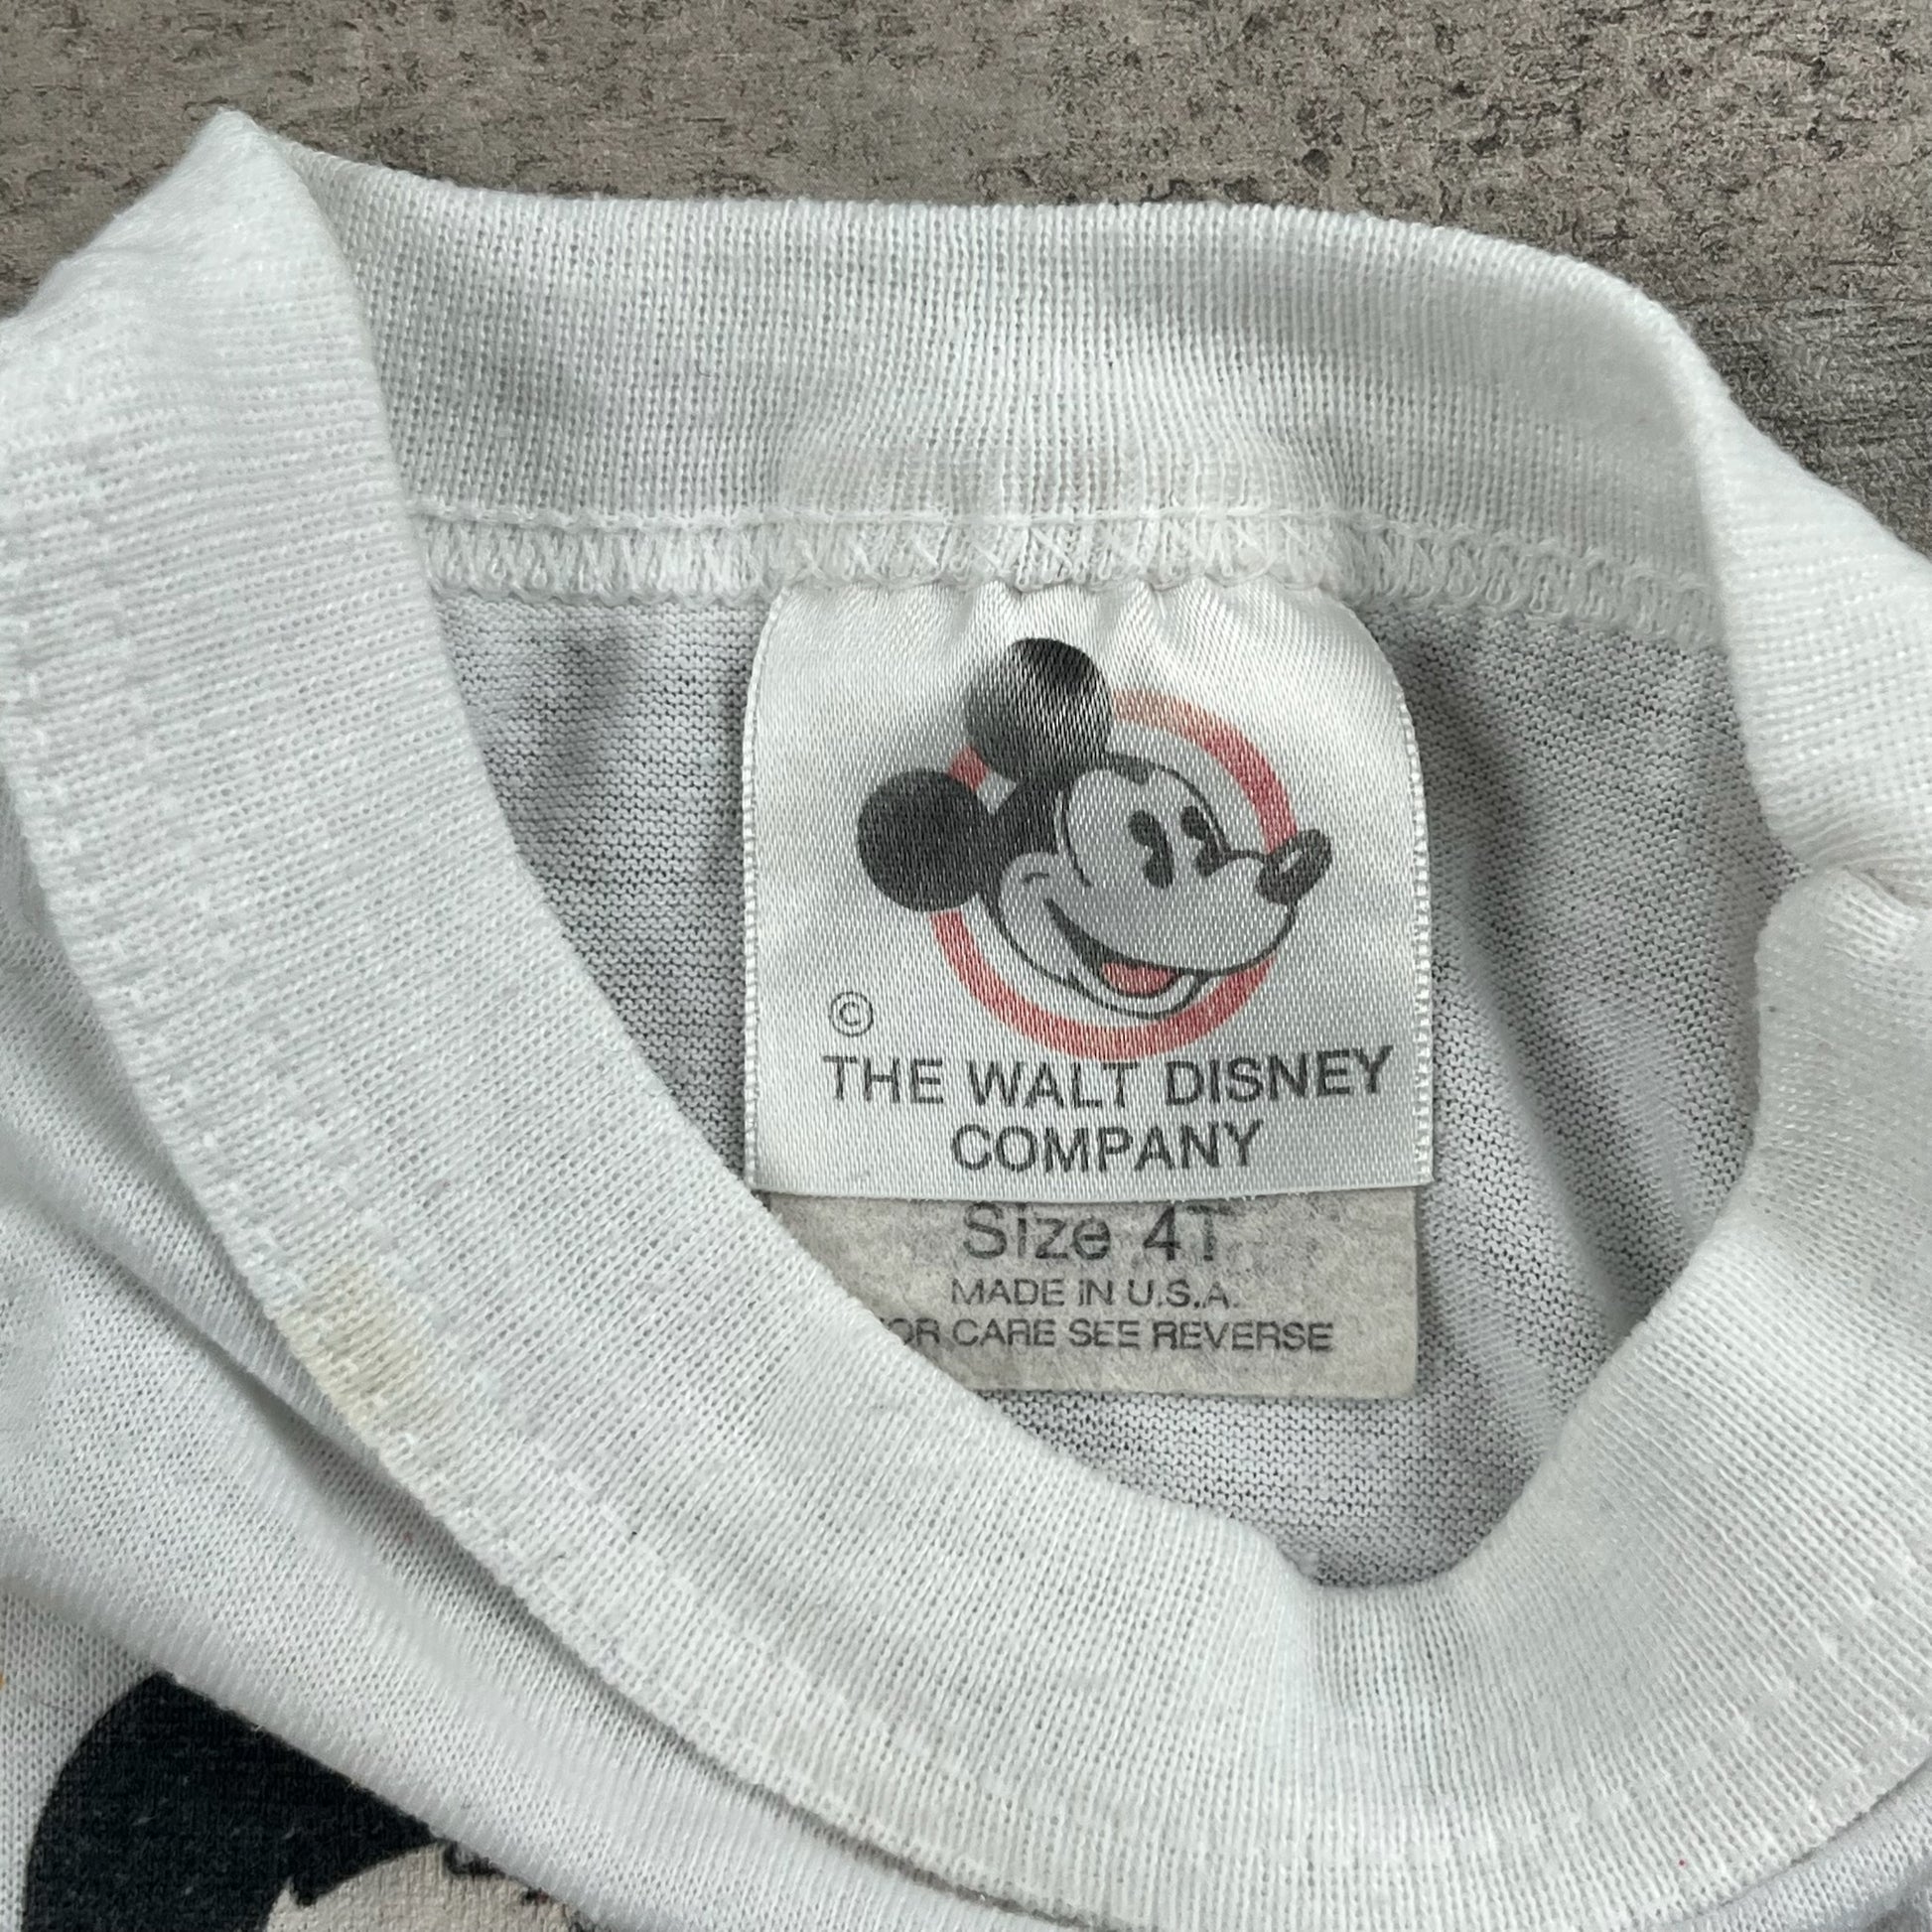 ©
THE WALT DISNEY
COMPANY
Size 4T
MADE IN U.S.A.
OR CARE SEE REVERSE